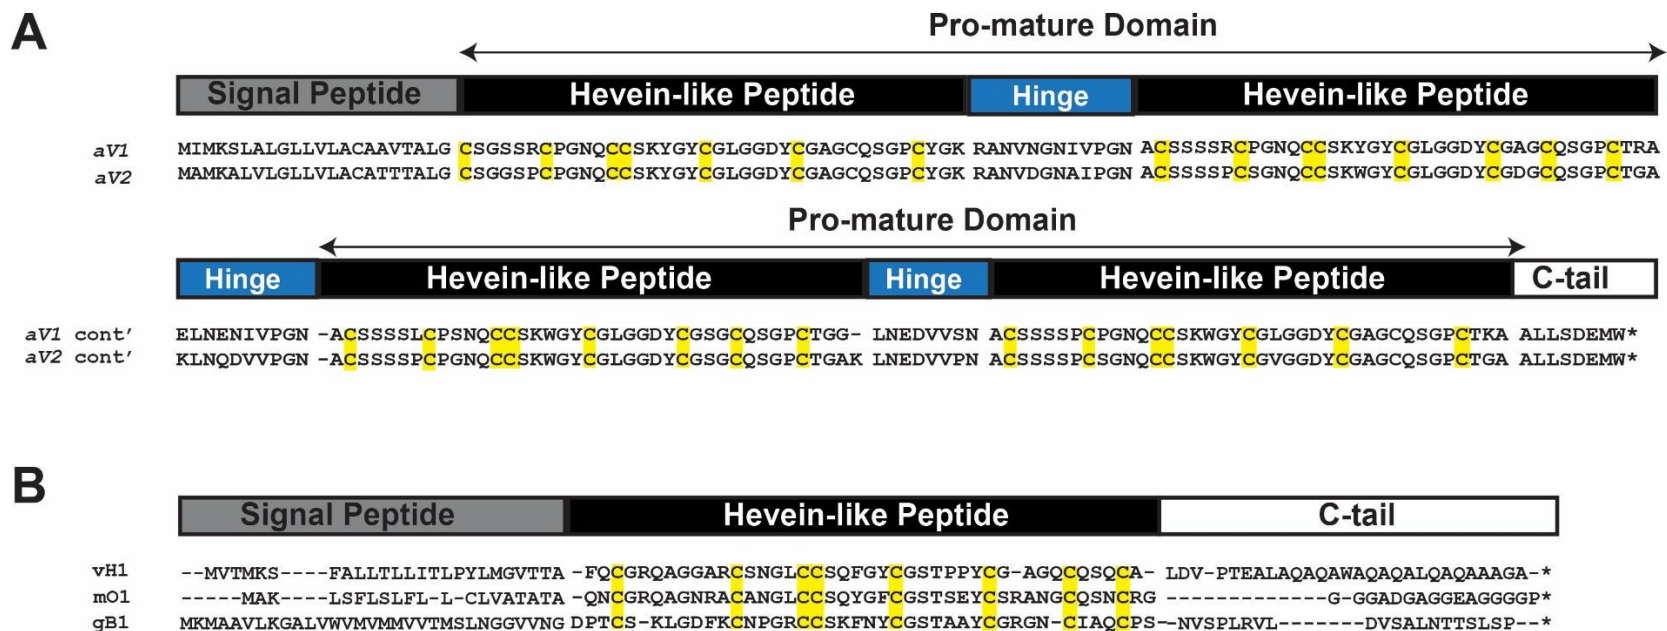 A
Pro-mature Domain
Signal Peptide Hevein-like Peptide Hinge Hevein-like Peptide
aV1 MIMKSLALGLLVLACAAVTALG CSGSSRCPGNQCCSKYGYCGLGGDYCGAGCQSGPCYGK RANVNGNIVPGN ACSSSSRCPGNQCCSKYGYCGLGGDYCGAGCQSGPCTRA
aV2 MAMKALVLGLLVLACATTTALG CSGGSPCPGNQCCSKYGYCGLGGDYCGAGCQSGPCYGK RANVDGNAIPGN ACSSSSPCSGNQCCSKWGYCGLGGDYCGDGCQSGPCTGA
Pro-mature Domain
Hinge Hevein-like Peptide Hinge Hevein-like Peptide C-tail
aV1 cont' ELNENIVPGN -ACSSSSLCPSNQCCSKWGYCGLGGDYCGSGCQSGPCTGG- LNEDVVSN ACSSSSPCPGNQCCSKWGYCGLGGDYCGAGCQSGPCTKA ALLSDEMW*
aV2 cont' KLNQDVVPGN -ACSSSSPCPGNQCCSKWGYCGLGGDYCGSGCQSGPCTGAK LNEDVVPN ACSSSSPCSGNQCCSKWGYCGVGGDYCGAGCQSGPCTGA ALLSDEMW*
B
Signal Peptide Hevein-like Peptide C-tail
vH1 --MVTMKS----FALLTLLITLPYLMGVTTA -FQCGRQAGGARCSNGLCCSQFGYCGSTPPYCG-AGQCQSQCA- LDV-PTEALAQAQAWAQAQALQAQAAAGA-*
mO1 -----MAK----LSFLSLFL-L-CLVATATA -QNCGRQAGNRACANGLCCSQYGFCGSTSEYCSRANGCQSNCRG ------------G-GGADGAGGEAGGGGP*
gB1 MKMAAVLKGALVWVMVMMVVTMSLNGGVVNG DPTCS-KLGDFKCNPGRCCSKFNYCGSTAAYCGRGN-CIAQCPS- NVSPLRVL-------DVSALNTTSLSP--*